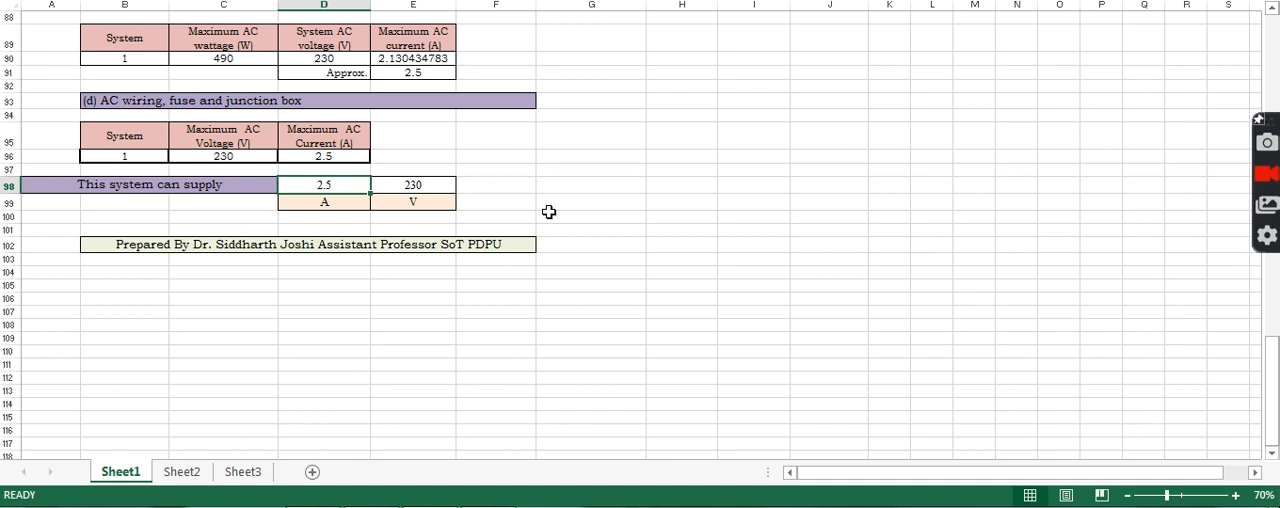 A B C D E F G H I J K L M N O P Q R S
88
89 System Maximum AC wattage (W) System AC voltage (V) Maximum AC current (A)
90 1 490 230 2.130434783
91 Approx. 2.5
92
93 (d) AC wiring, fuse and junction box
94
95 System Maximum AC Voltage (V) Maximum AC Current (A)
96 1 230 2.5
97
98 This system can supply 2.5 230
99 A V
100
101
102 Prepared By Dr. Siddharth Joshi Assistant Professor SoT PDPU
103
104
105
106
107
108
109
110
111
112
113
114
115
116
117
118
Sheet1 Sheet2 Sheet3
READY 70%